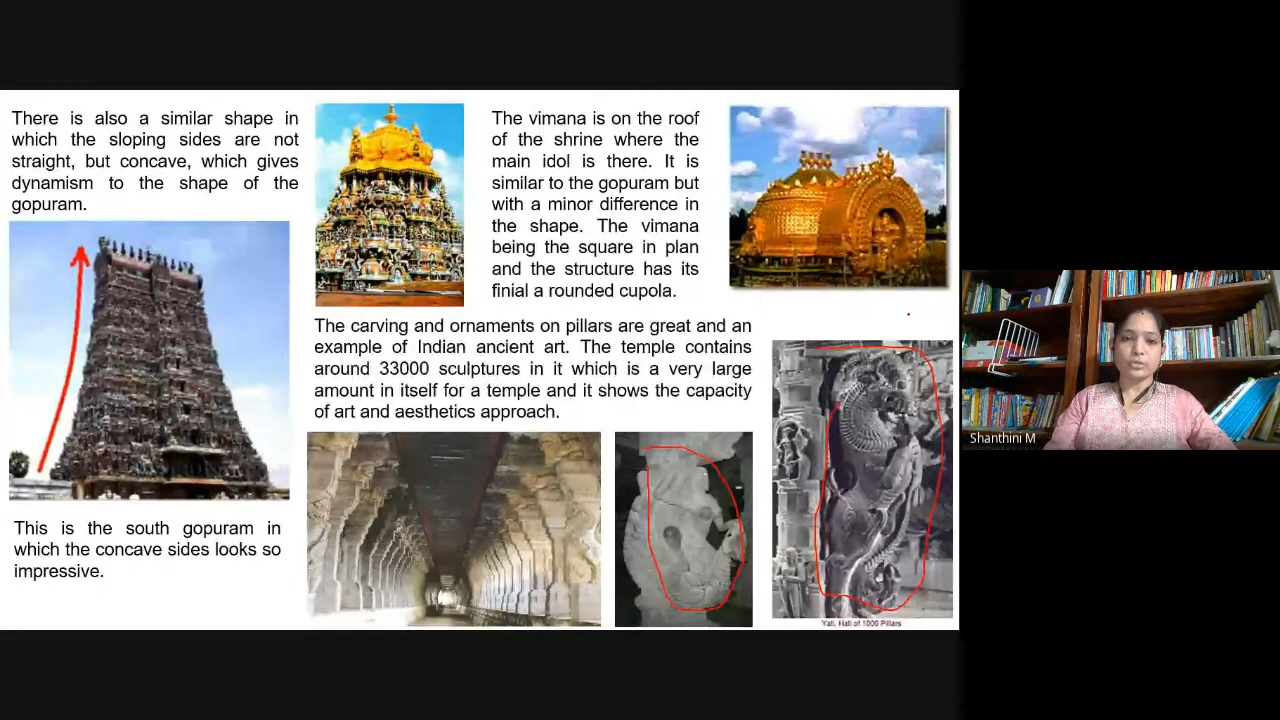 There is also a similar shape in
which the sloping sides are not
straight, but concave, which gives
dynamism to the shape of the
gopuram.
This is the south gopuram in
which the concave sides looks so
impressive.
The vimana is on the roof
of the shrine where the
main idol is there. It is
similar to the gopuram but
with a minor difference in
the shape. The vimana
being the square in plan
and the structure has its
finial a rounded cupola.
The carving and ornaments on pillars are great and an
example of Indian ancient art. The temple contains
around 33000 sculptures in it which is a very large
amount in itself for a temple and it shows the capacity
of art and aesthetics approach.
Yali, Hall of 1000 Pillars
Shanthini M